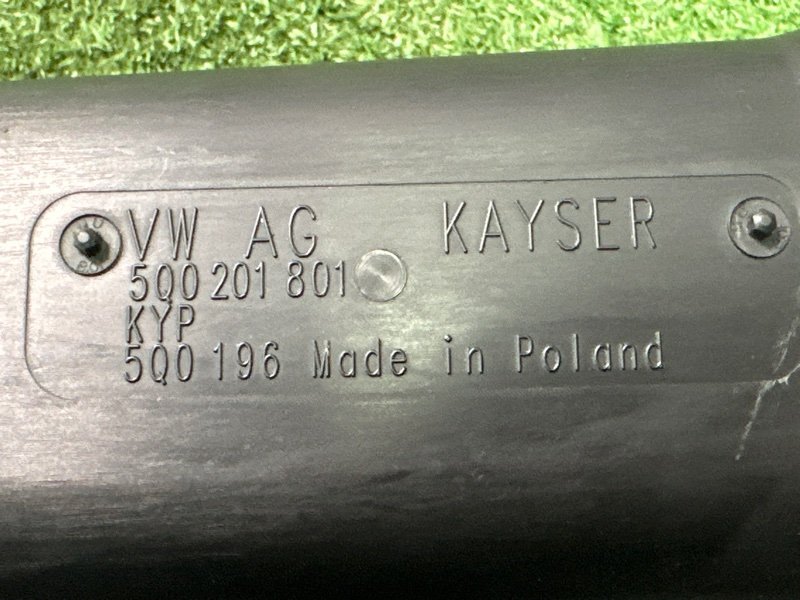 VW AG KAYSER
5Q0 201 801
KYP
5Q0 196 Made in Poland